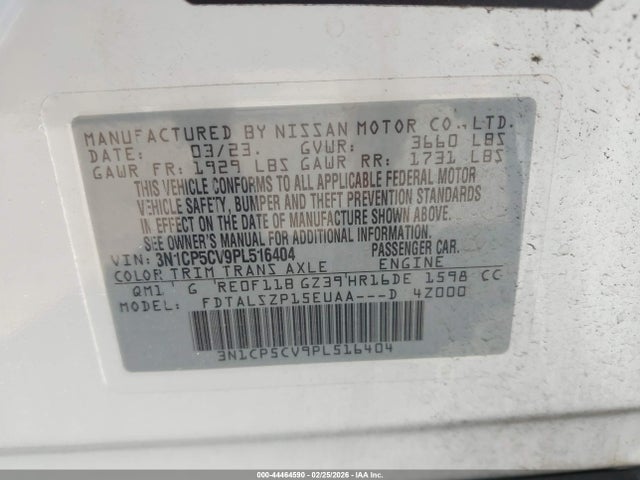 MANUFACTURED BY NISSAN MOTOR CO., LTD.
DATE: 03/23. GVWR: 3660 LBS
GAWR FR: 1929 LBS GAWR RR: 1731 LBS
THIS VEHICLE CONFORMS TO ALL APPLICABLE FEDERAL MOTOR
VEHICLE SAFETY, BUMPER AND THEFT PREVENTION STANDARDS
IN EFFECT ON THE DATE OF MANUFACTURE SHOWN ABOVE.
SEE OWNER'S MANUAL FOR ADDITIONAL INFORMATION.
VIN: 3N1CP5CV9PL516404 PASSENGER CAR.
COLOR TRIM TRANS AXLE ENGINE
QM1 G RE0F11B GZ39 HR16DE 1598 CC
MODEL: FDTALSZP15EUAA---D 4Z000
3N1CP5CV9PL516404
000-44464590 - 02/25/2026 - IAA Inc.